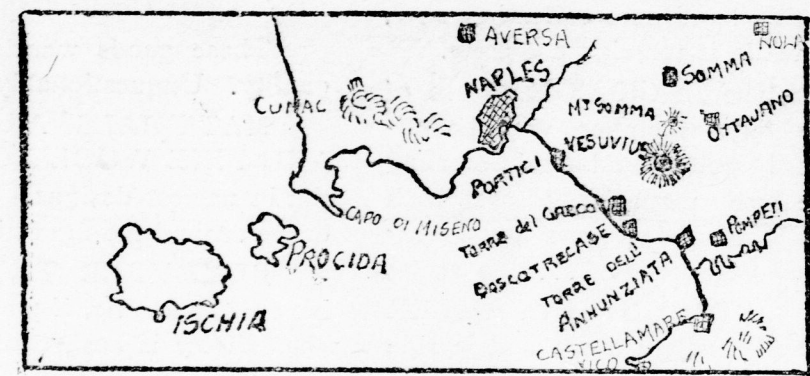 AVERSA
NOLA
NAPLES
SOMMA
CUMAC
MT SOMMA
OTTAJANO
VESUVIUS
PORTICI
CAPO DI MISENO
POMPEII
TORRE del GRECO
PROCIDA
BOSCOTRECASE
TORRE DELL'
ANNUNZIATA
ISCHIA
CASTELLAMARE
VICO